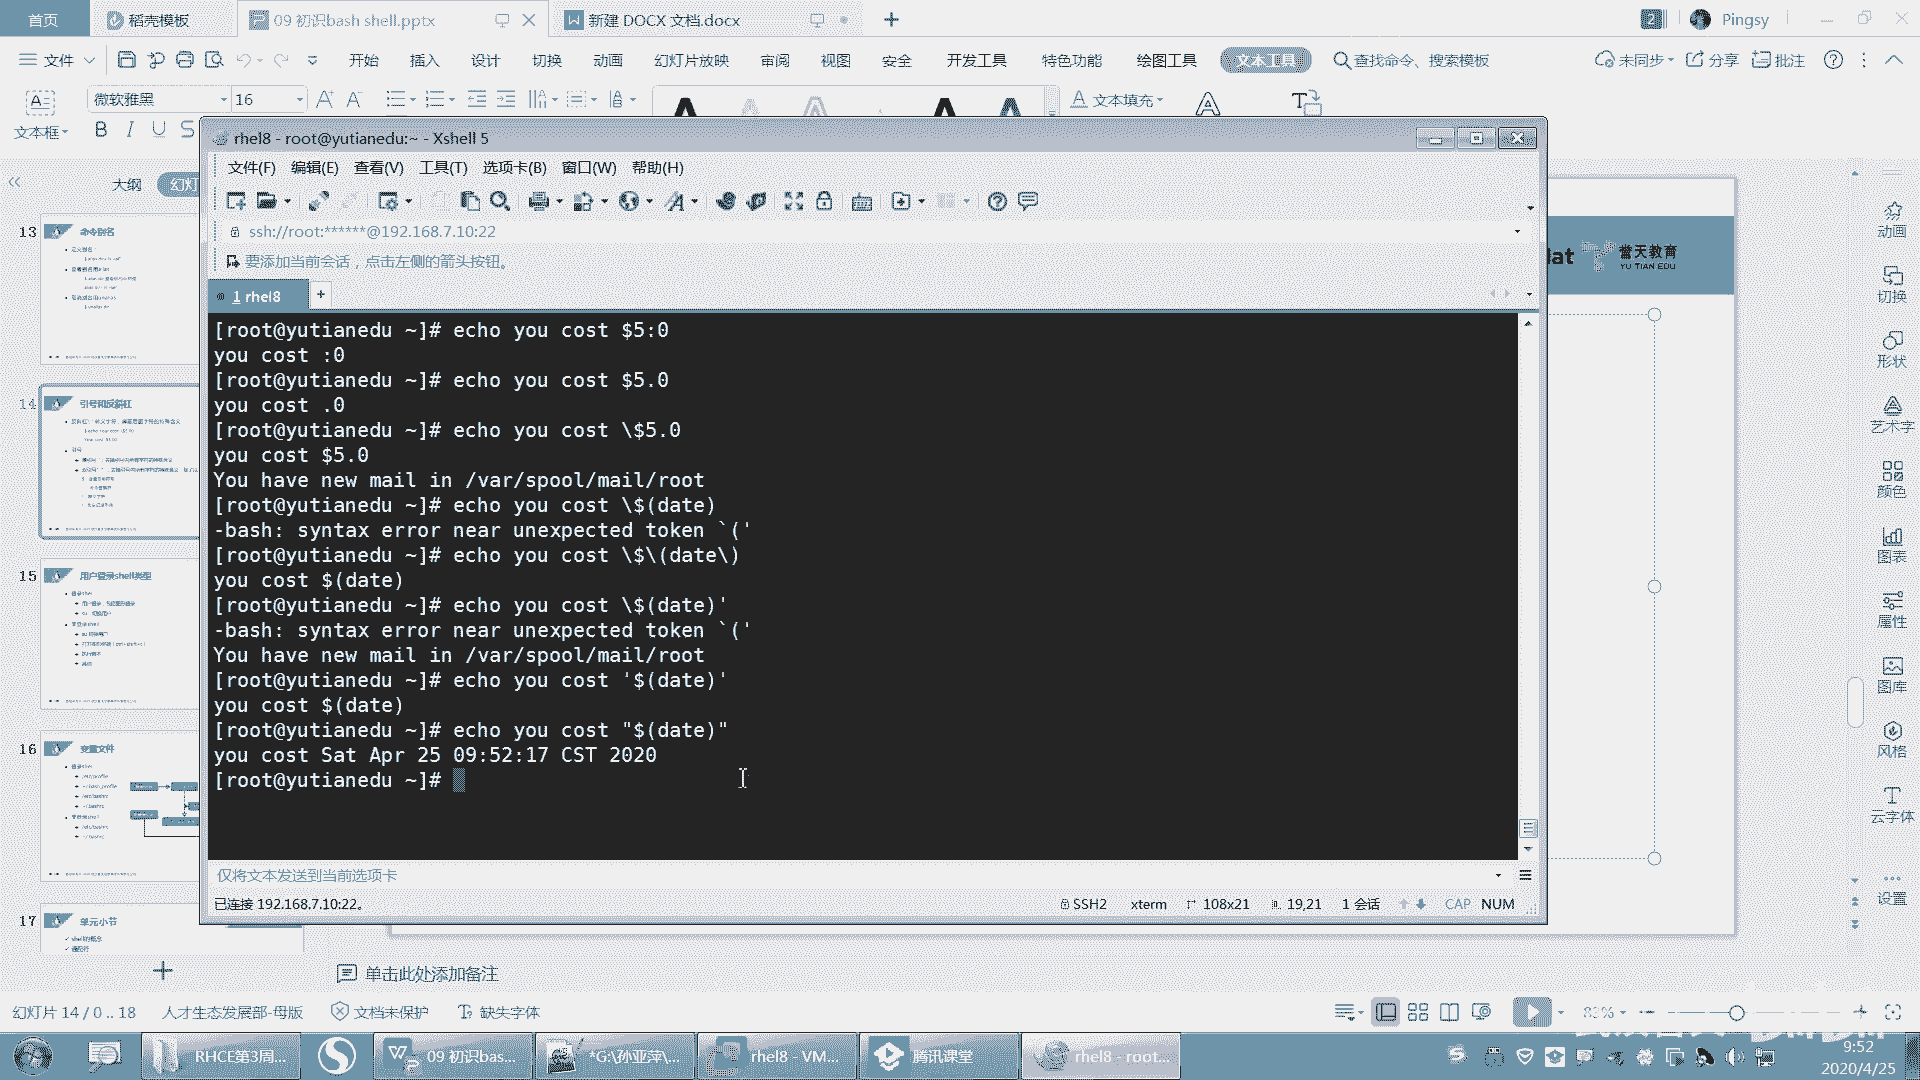 首页 稻壳模板 09 初识bash shell.pptx 新建 DOCX 文档.docx 2 Pingsy
文件 开始 插入 设计 切换 动画 幻灯片放映 审阅 视图 安全 开发工具 特色功能 绘图工具 文本工具 查找命令、搜索模板 未同步 分享 批注
微软雅黑 16 文本填充
文本框 B I U S
rhel8 - root@yutianedu:~ - Xshell 5
文件(F) 编辑(E) 查看(V) 工具(T) 选项卡(B) 窗口(W) 帮助(H)
ssh://root:******@192.168.7.10:22
要添加当前会话，点击左侧的箭头按钮。
1 rhel8
[root@yutianedu ~]# echo you cost $5:0
you cost :0
[root@yutianedu ~]# echo you cost $5.0
you cost .0
[root@yutianedu ~]# echo you cost \$5.0
you cost $5.0
You have new mail in /var/spool/mail/root
[root@yutianedu ~]# echo you cost \$(date)
-bash: syntax error near unexpected token `('
[root@yutianedu ~]# echo you cost \$\(date\)
you cost $(date)
[root@yutianedu ~]# echo you cost \$(date)'
-bash: syntax error near unexpected token `('
You have new mail in /var/spool/mail/root
[root@yutianedu ~]# echo you cost '$(date)'
you cost $(date)
[root@yutianedu ~]# echo you cost "$(date)"
you cost Sat Apr 25 09:52:17 CST 2020
[root@yutianedu ~]#
仅将文本发送到当前选项卡
已连接 192.168.7.10:22。 SSH2 xterm 108x21 19,21 1 会话 CAP NUM
大纲 幻灯
13 命令别名
14 引号和反斜杠
15 用户登录shell类型
16 变量文件
17 单元小节
shell的概念
通配符
誉天教育
YU TIAN EDU
动画
切换
形状
艺术字
颜色
图表
属性
图库
风格
云字体
设置
单击此处添加备注
幻灯片 14 / 0 .. 18 人才生态发展部-母版 文档未保护 缺失字体 83%
RHCE第3周... 09 初识bas... *G:\孙亚萍\... rhel8 - VM... 腾讯课堂 rhel8 - root...
9:52
2020/4/25